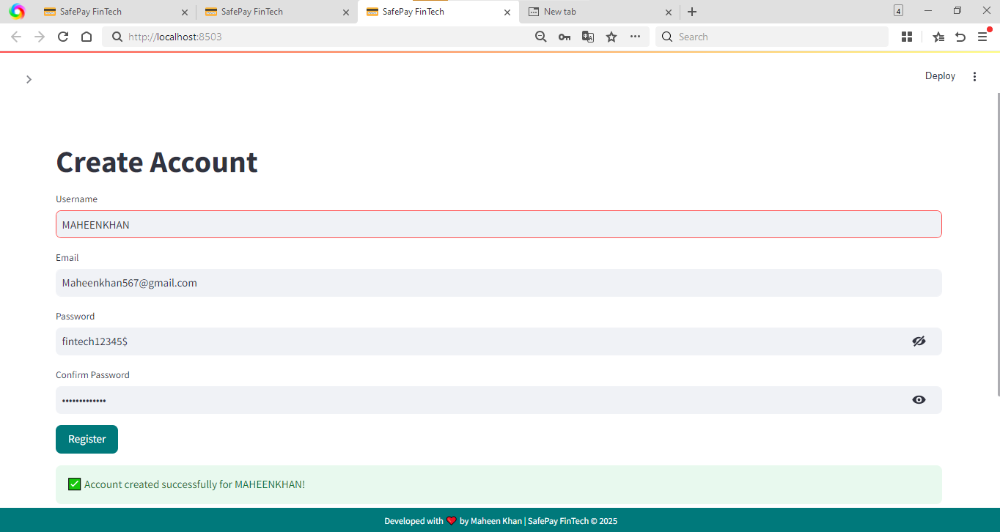 SafePay FinTech
SafePay FinTech
SafePay FinTech
New tab
4
http://localhost:8503
Search
Deploy
Create Account
Username
MAHEENKHAN
Email
Maheenkhan567@gmail.com
Password
fintech12345$
Confirm Password
•••••••••••••
Register
✅ Account created successfully for MAHEENKHAN!
Developed with ❤️ by Maheen Khan | SafePay FinTech © 2025